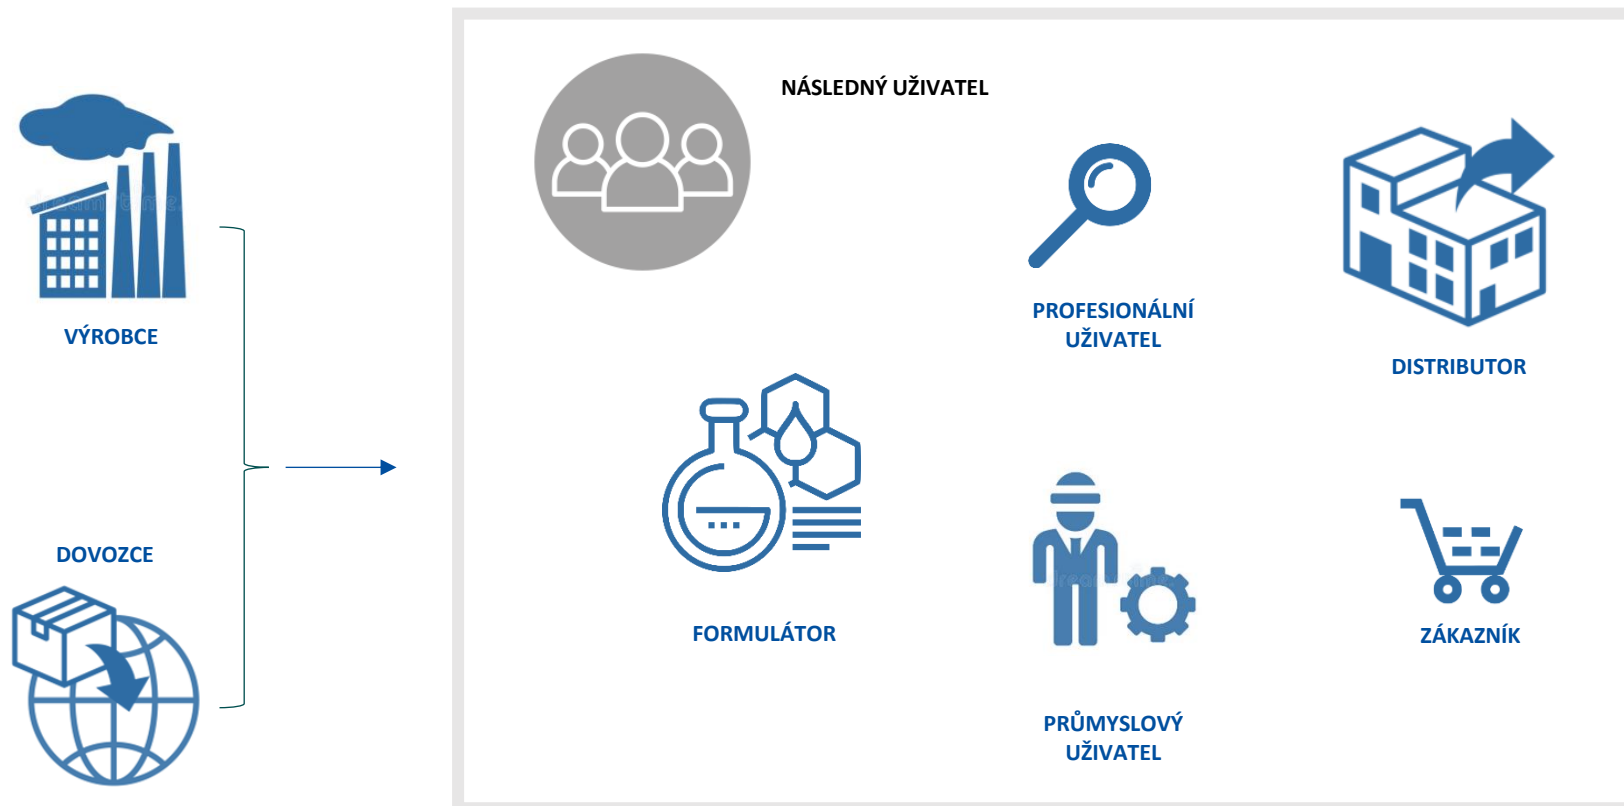 NÁSLEDNÝ UŽIVATEL
VÝROBCE
DOVOZCE
PROFESIONÁLNÍ
UŽIVATEL
DISTRIBUTOR
FORMULÁTOR
PRŮMYSLOVÝ
UŽIVATEL
ZÁKAZNÍK